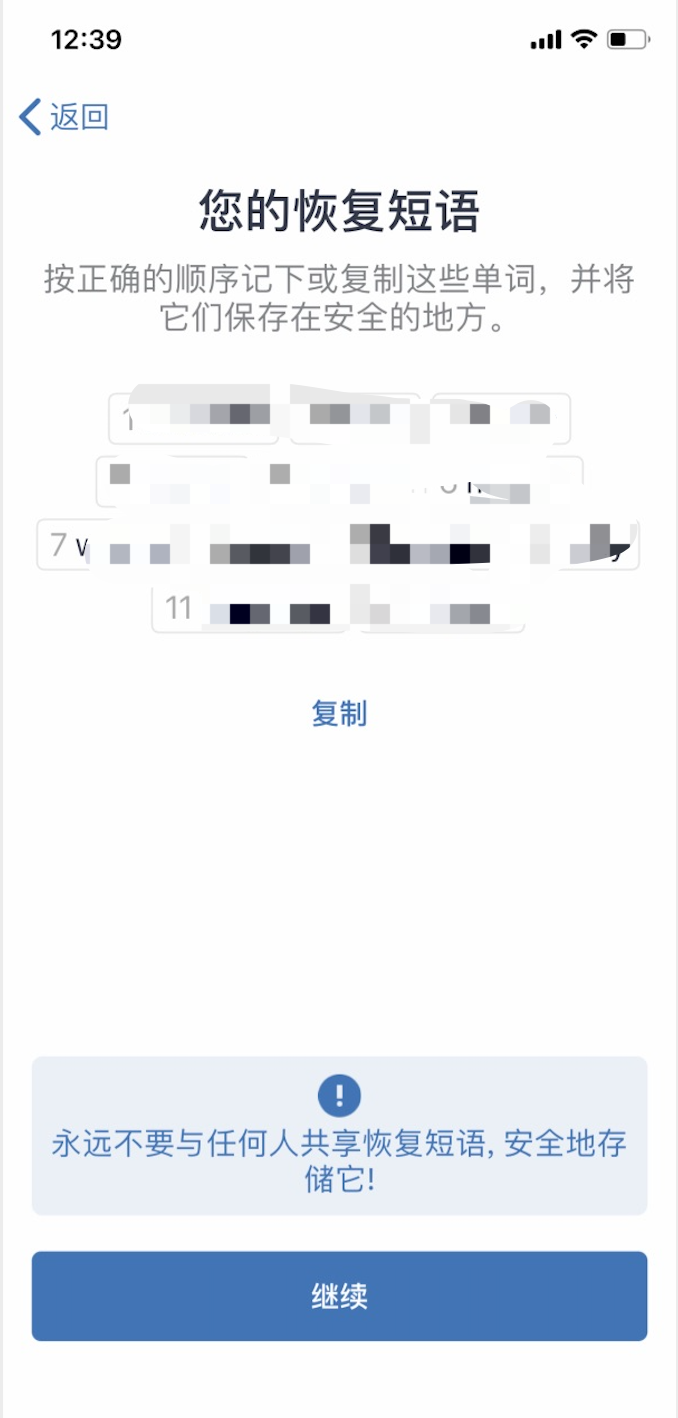 12:39
返回
您的恢复短语
按正确的顺序记下或复制这些单词，并将
它们保存在安全的地方。
7
11
复制
!
永远不要与任何人共享恢复短语, 安全地存
储它!
继续